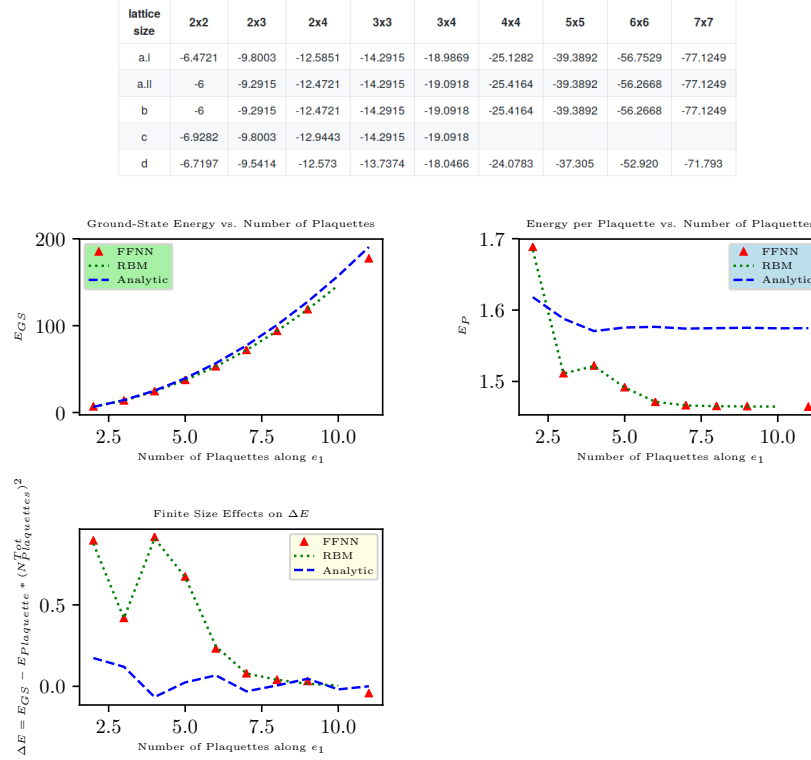 lattice size 2x2 2x3 2x4 3x3 3x4 4x4 5x5 6x6 7x7
a.I -6.4721 -9.8003 -12.5851 -14.2915 -18.9869 -25.1282 -39.3892 -56.7529 -77.1249
a.II -6 -9.2915 -12.4721 -14.2915 -19.0918 -25.4164 -39.3892 -56.2668 -77.1249
b -6 -9.2915 -12.4721 -14.2915 -19.0918 -25.4164 -39.3892 -56.2668 -77.1249
c -6.9282 -9.8003 -12.9443 -14.2915 -19.0918
d -6.7197 -9.5414 -12.573 -13.7374 -18.0466 -24.0783 -37.305 -52.920 -71.793
Ground-State Energy vs. Number of Plaquettes
E_{GS}
200
100
0
FFNN
RBM
Analytic
2.5 5.0 7.5 10.0
Number of Plaquettes along e_1
Energy per Plaquette vs. Number of Plaquettes
E_P
1.7
1.6
1.5
FFNN
RBM
Analytic
2.5 5.0 7.5 10.0
Number of Plaquettes along e_1
Finite Size Effects on ΔE
ΔE = E_{GS} − E_{Plaquette} * (N_{Plaquettes}^{Tot})^2
0.5
0.0
FFNN
RBM
Analytic
2.5 5.0 7.5 10.0
Number of Plaquettes along e_1